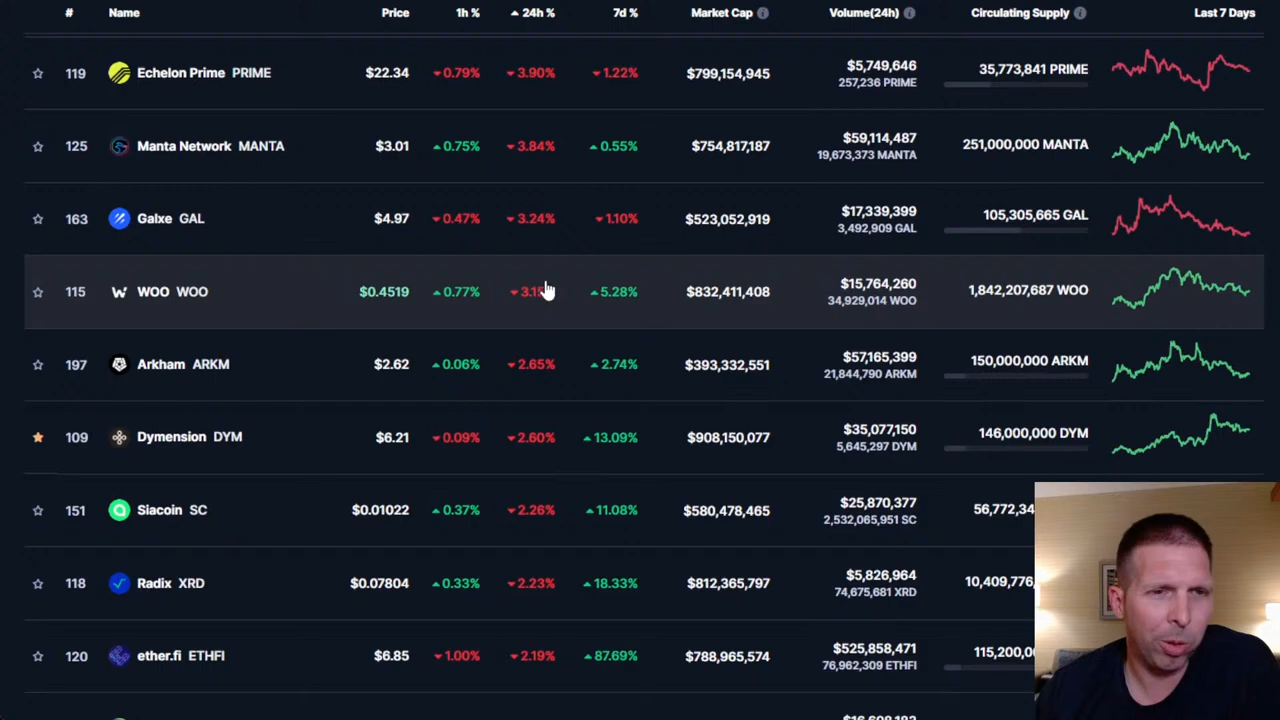 # Name Price 1h % 24h % 7d % Market Cap Volume(24h) Circulating Supply Last 7 Days
119 Echelon Prime PRIME $22.34 0.79% 3.90% 1.22% $799,154,945 $5,749,646 35,773,841 PRIME
257,236 PRIME
125 Manta Network MANTA $3.01 0.75% 3.84% 0.55% $754,817,187 $59,114,487 251,000,000 MANTA
19,673,373 MANTA
163 Galxe GAL $4.97 0.47% 3.24% 1.10% $523,052,919 $17,339,399 105,305,665 GAL
3,492,909 GAL
115 WOO WOO $0.4519 0.77% 5.28% $832,411,408 $15,764,260 1,842,207,687 WOO
34,929,014 WOO
197 Arkham ARKM $2.62 0.06% 2.65% 2.74% $393,332,551 $57,165,399 150,000,000 ARKM
21,844,790 ARKM
109 Dymension DYM $6.21 0.09% 2.60% 13.09% $908,150,077 $35,077,150 146,000,000 DYM
5,645,297 DYM
151 Siacoin SC $0.01022 0.37% 2.26% 11.08% $580,478,465 $25,870,377
2,532,065,951 SC
118 Radix XRD $0.07804 0.33% 2.23% 18.33% $812,365,797 $5,826,964 10,409,776,
74,675,681 XRD
120 ether.fi ETHFI $6.85 1.00% 2.19% 87.69% $788,965,574 $525,858,471
76,962,309 ETHFI